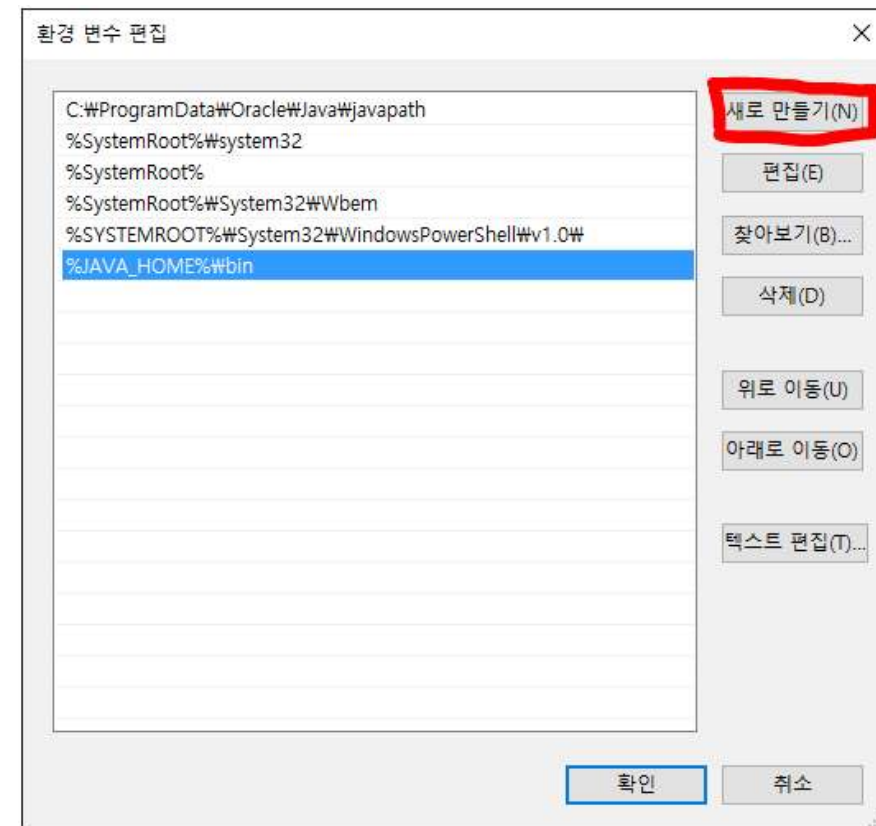 환경 변수 편집
C:₩ProgramData₩Oracle₩Java₩javapath
%SystemRoot%₩system32
%SystemRoot%
%SystemRoot%₩System32₩Wbem
%SYSTEMROOT%₩System32₩WindowsPowerShell₩v1.0₩
%JAVA_HOME%₩bin
새로 만들기(N)
편집(E)
찾아보기(B)...
삭제(D)
위로 이동(U)
아래로 이동(O)
텍스트 편집(T)...
확인
취소